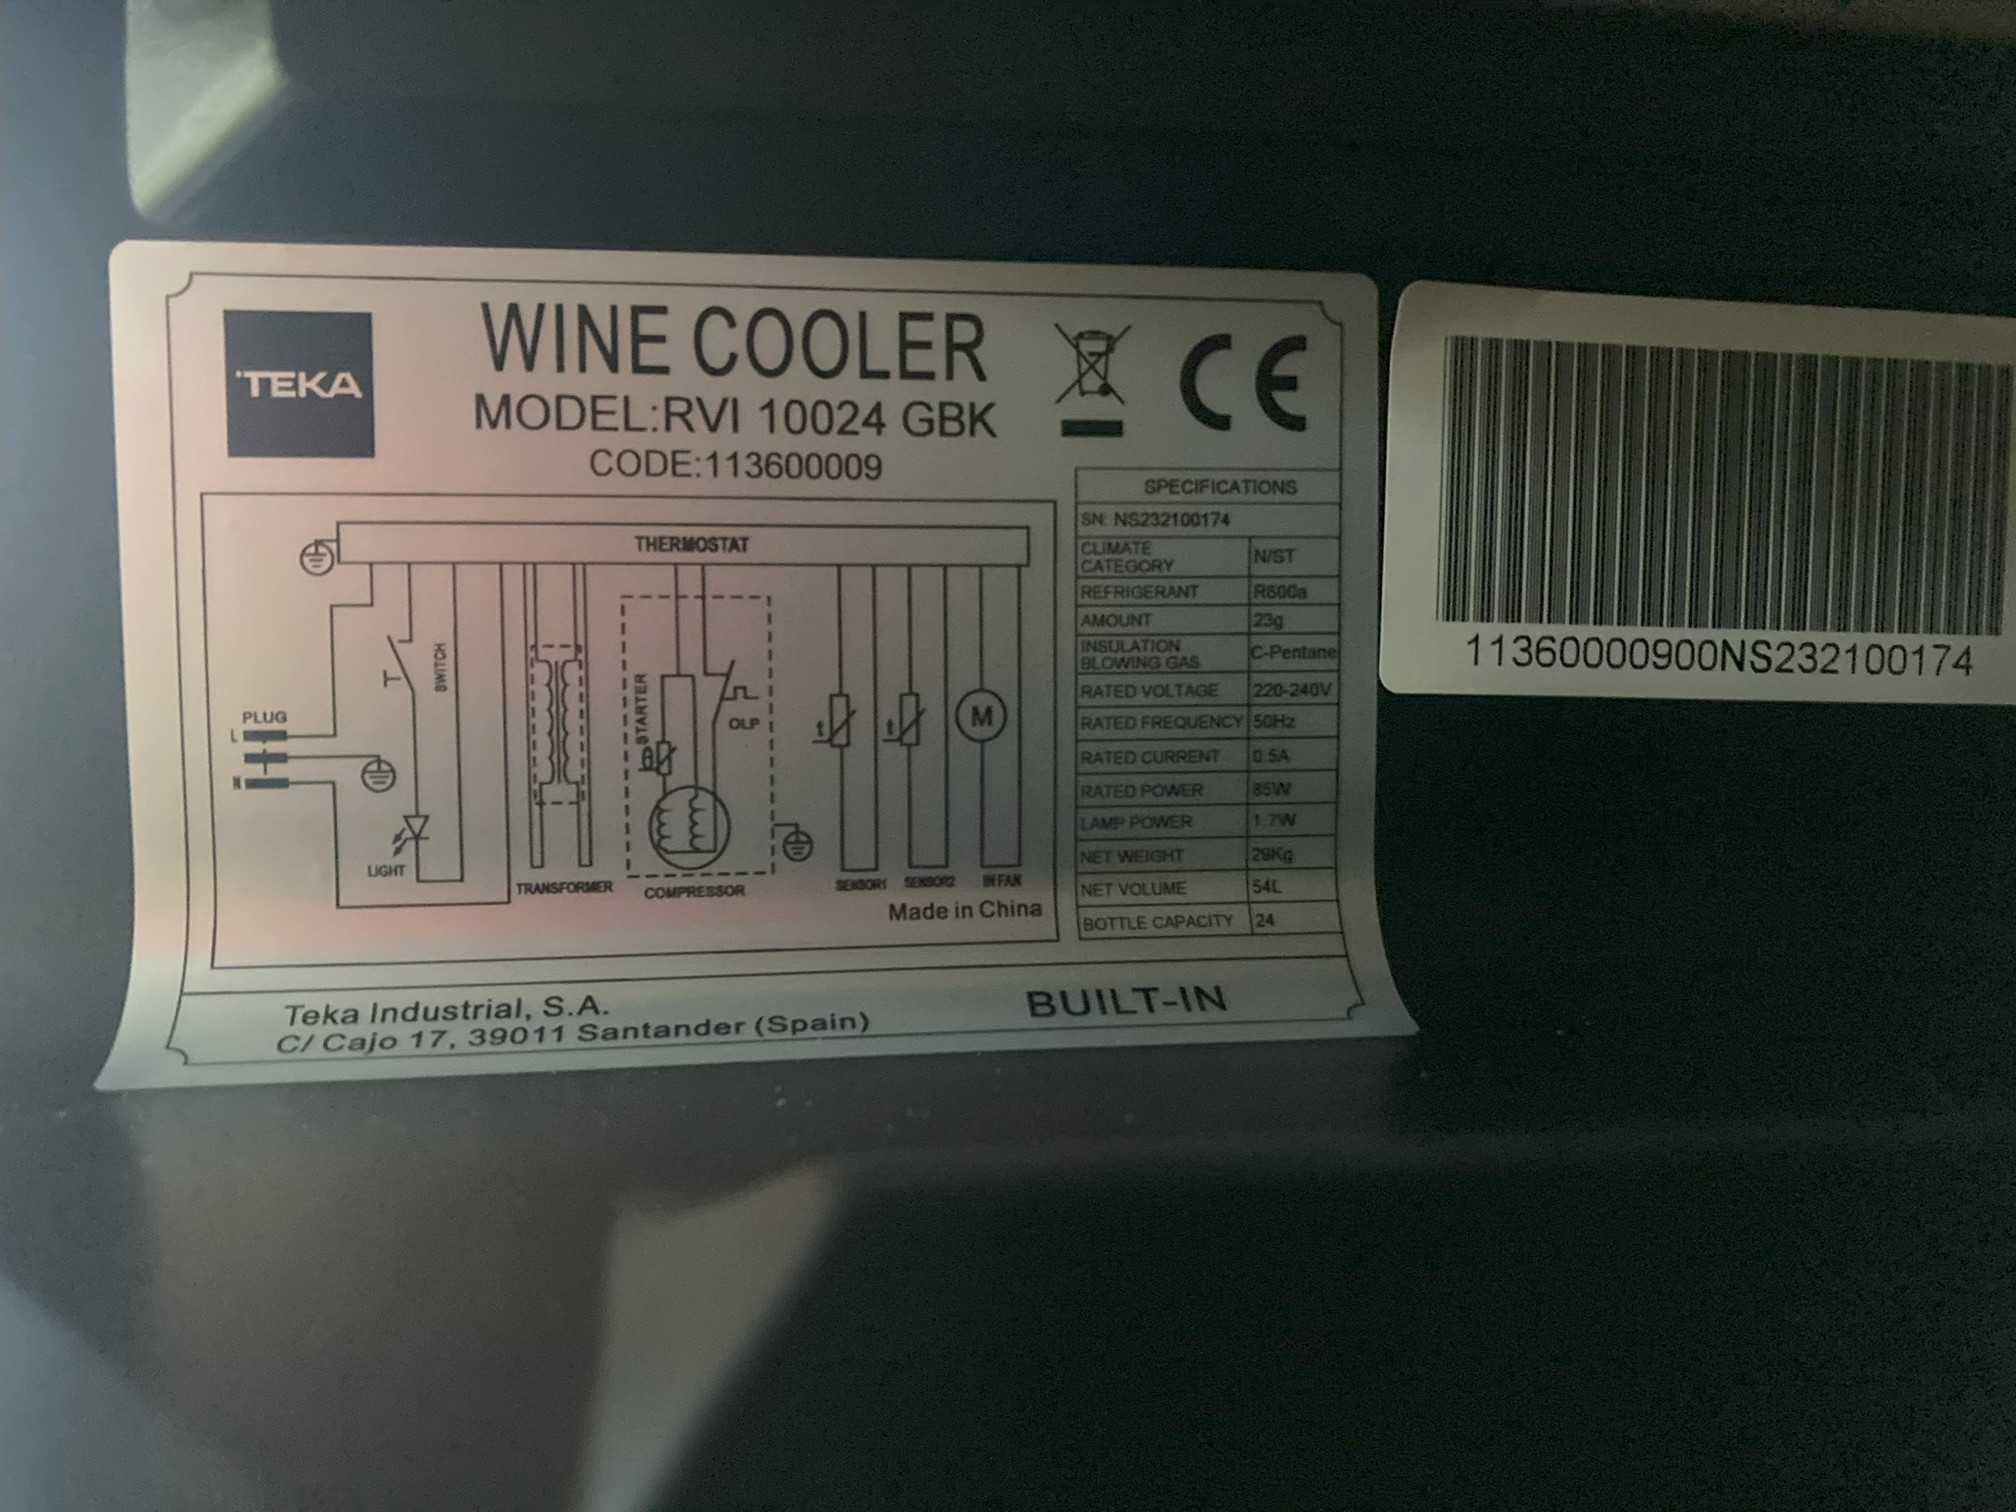 TEKA
WINE COOLER
MODEL:RVI 10024 GBK
CODE:113600009
CE
THERMOSTAT
PLUG
L
N
SWITCH
LIGHT
TRANSFORMER
STARTER
OLP
COMPRESSOR
t
SENSOR1
t
SENSOR2
M
IN FAN
Made in China
SPECIFICATIONS
SN: NS232100174
CLIMATE CATEGORY N/ST
REFRIGERANT R600a
AMOUNT 23g
INSULATION BLOWING GAS C-Pentane
RATED VOLTAGE 220-240V
RATED FREQUENCY 50Hz
RATED CURRENT 0.5A
RATED POWER 85W
LAMP POWER 1.7W
NET WEIGHT 29Kg
NET VOLUME 54L
BOTTLE CAPACITY 24
Teka Industrial, S.A.
C/ Cajo 17, 39011 Santander (Spain)
BUILT-IN
11360000900NS232100174